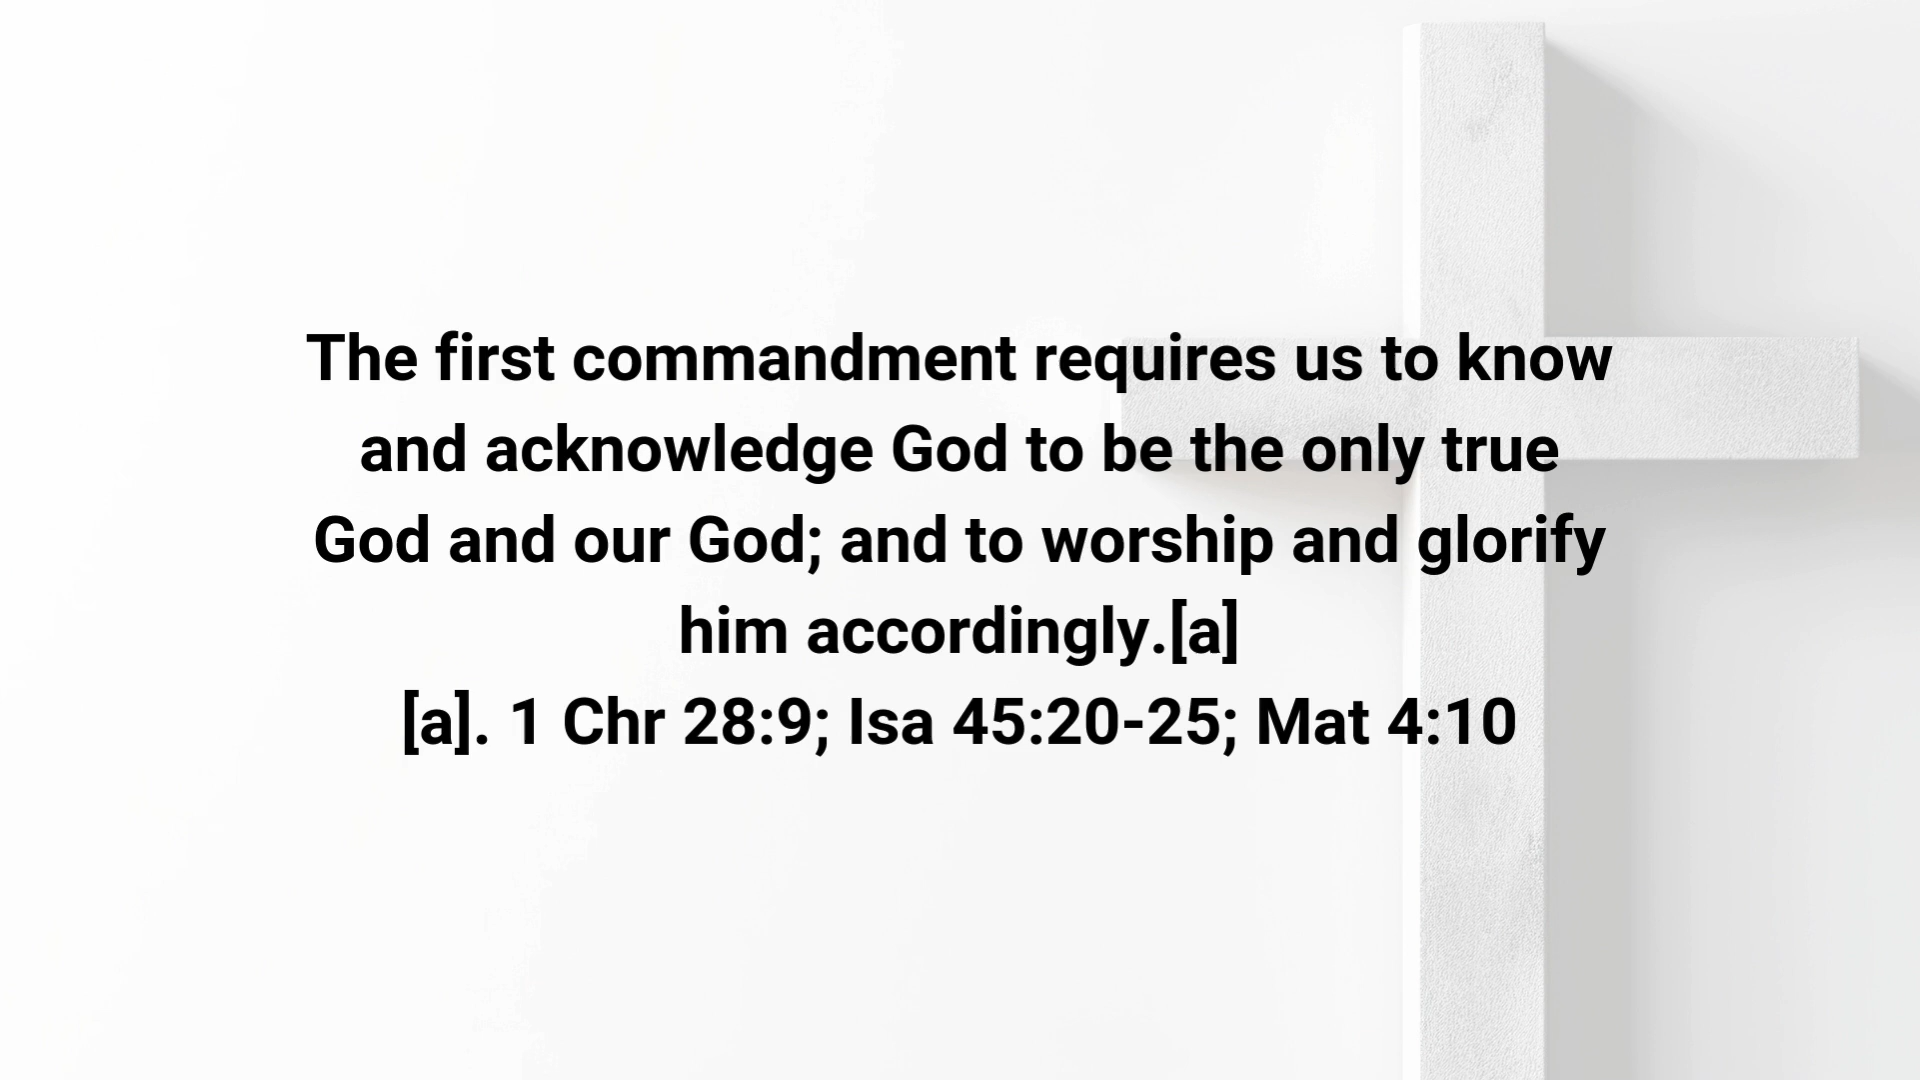 The first commandment requires us to know
and acknowledge God to be the only true
God and our God; and to worship and glorify
him accordingly.[a]
[a]. 1 Chr 28:9; Isa 45:20-25; Mat 4:10